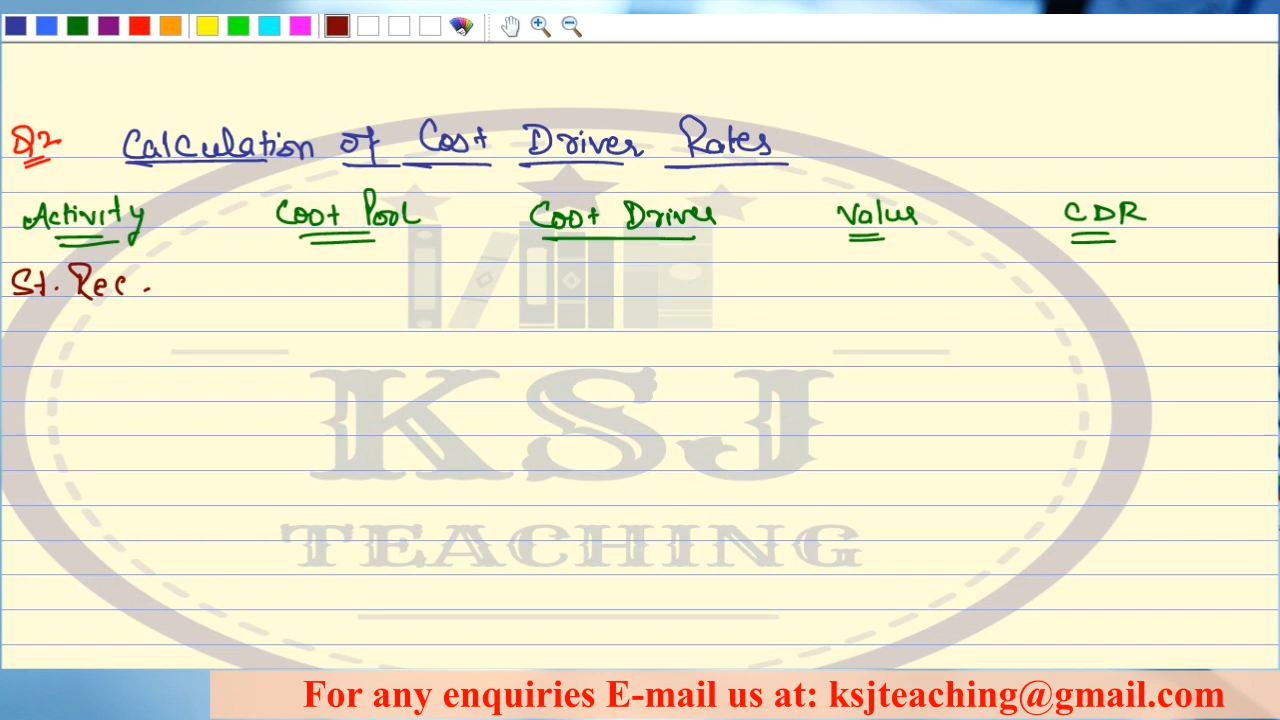 Q2 Calculation of Cost Driver Rates
Activity Cost Pool Cost Driver Value CDR
St. Rec.
KSJ
TEACHING
For any enquiries E-mail us at: ksjteaching@gmail.com